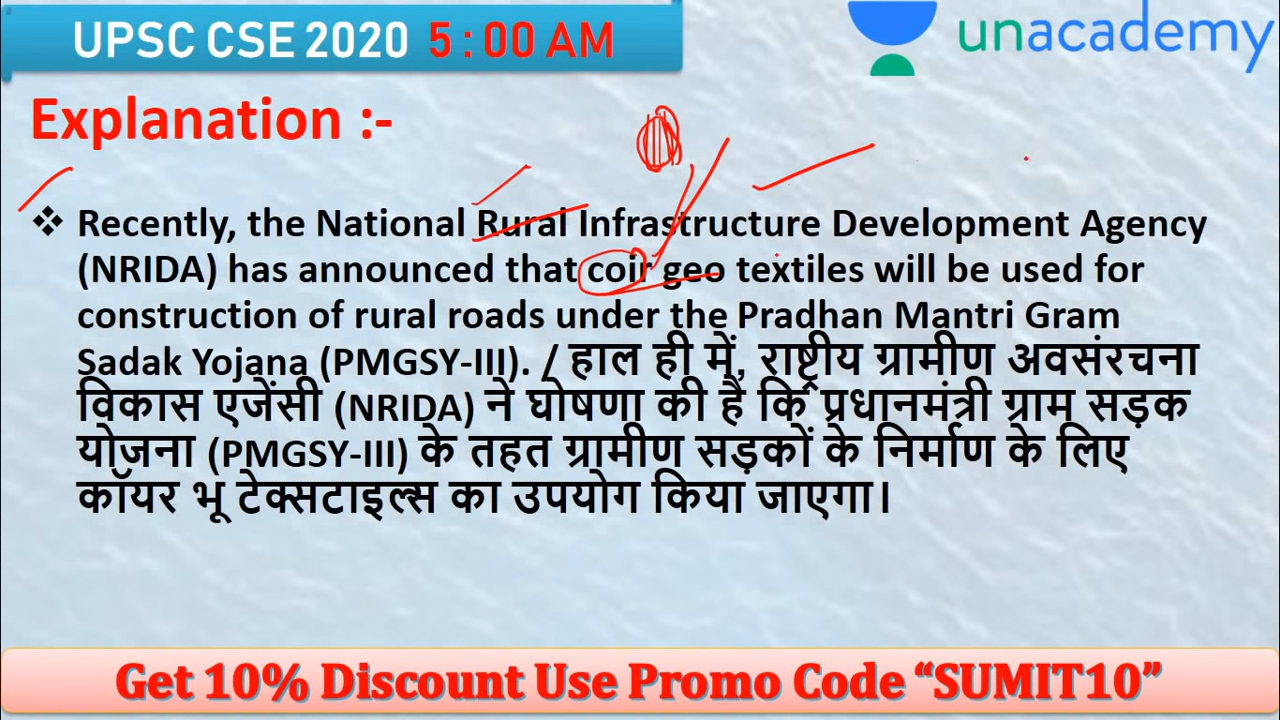 UPSC CSE 2020 5 : 00 AM
unacademy
Explanation :-
❖ Recently, the National Rural Infrastructure Development Agency
(NRIDA) has announced that coir geo textiles will be used for
construction of rural roads under the Pradhan Mantri Gram
Sadak Yojana (PMGSY-III). / हाल ही में, राष्ट्रीय ग्रामीण अवसंरचना
विकास एजेंसी (NRIDA) ने घोषणा की है कि प्रधानमंत्री ग्राम सड़क
योजना (PMGSY-III) के तहत ग्रामीण सड़कों के निर्माण के लिए
कॉयर भू टेक्सटाइल्स का उपयोग किया जाएगा।
Get 10% Discount Use Promo Code “SUMIT10”